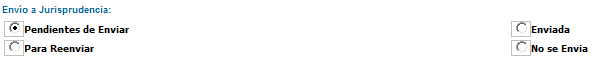 Envío a Jurisprudencia:
Pendientes de Enviar Enviada
Para Reenviar No se Envia